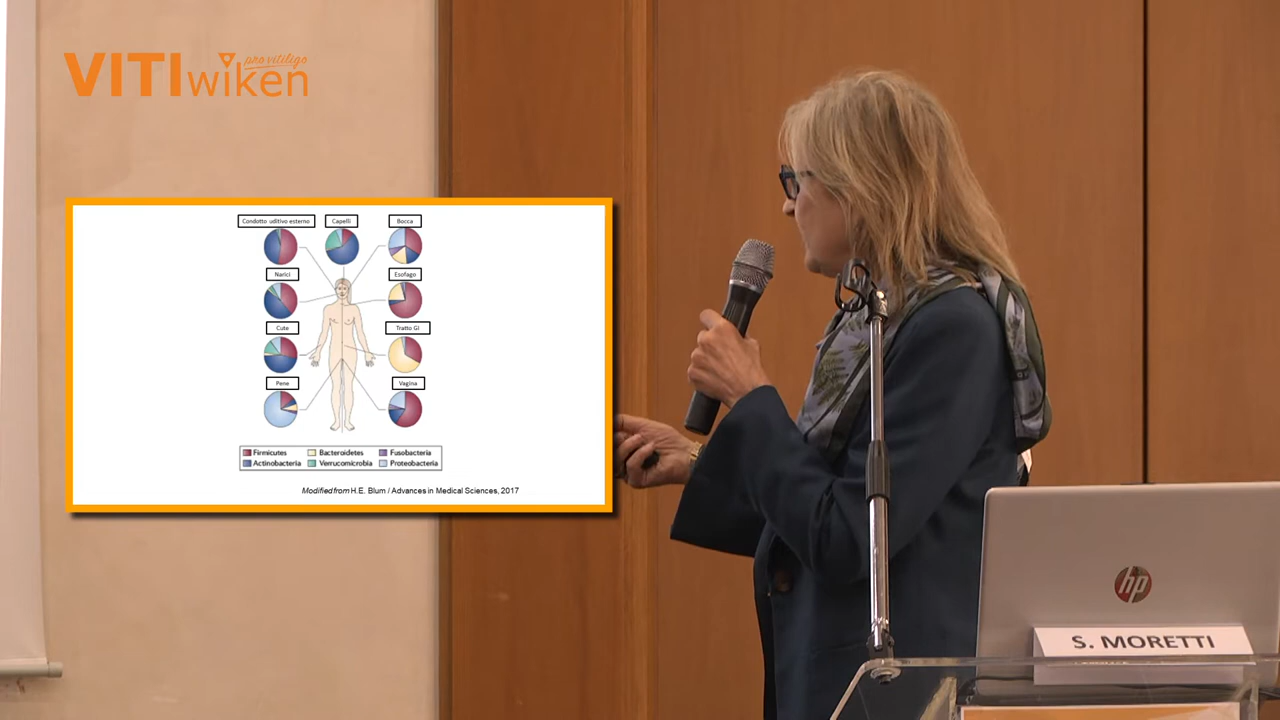 pro vitiligo
VITIwiken
Condotto uditivo esterno
Capelli
Bocca
Narici
Esofago
Cute
Tratto GI
Pene
Vagina
Firmicutes
Bacteroidetes
Fusobacteria
Actinobacteria
Verrucomicrobia
Proteobacteria
Modified from H.E. Blum / Advances in Medical Sciences, 2017
hp
S. MORETTI